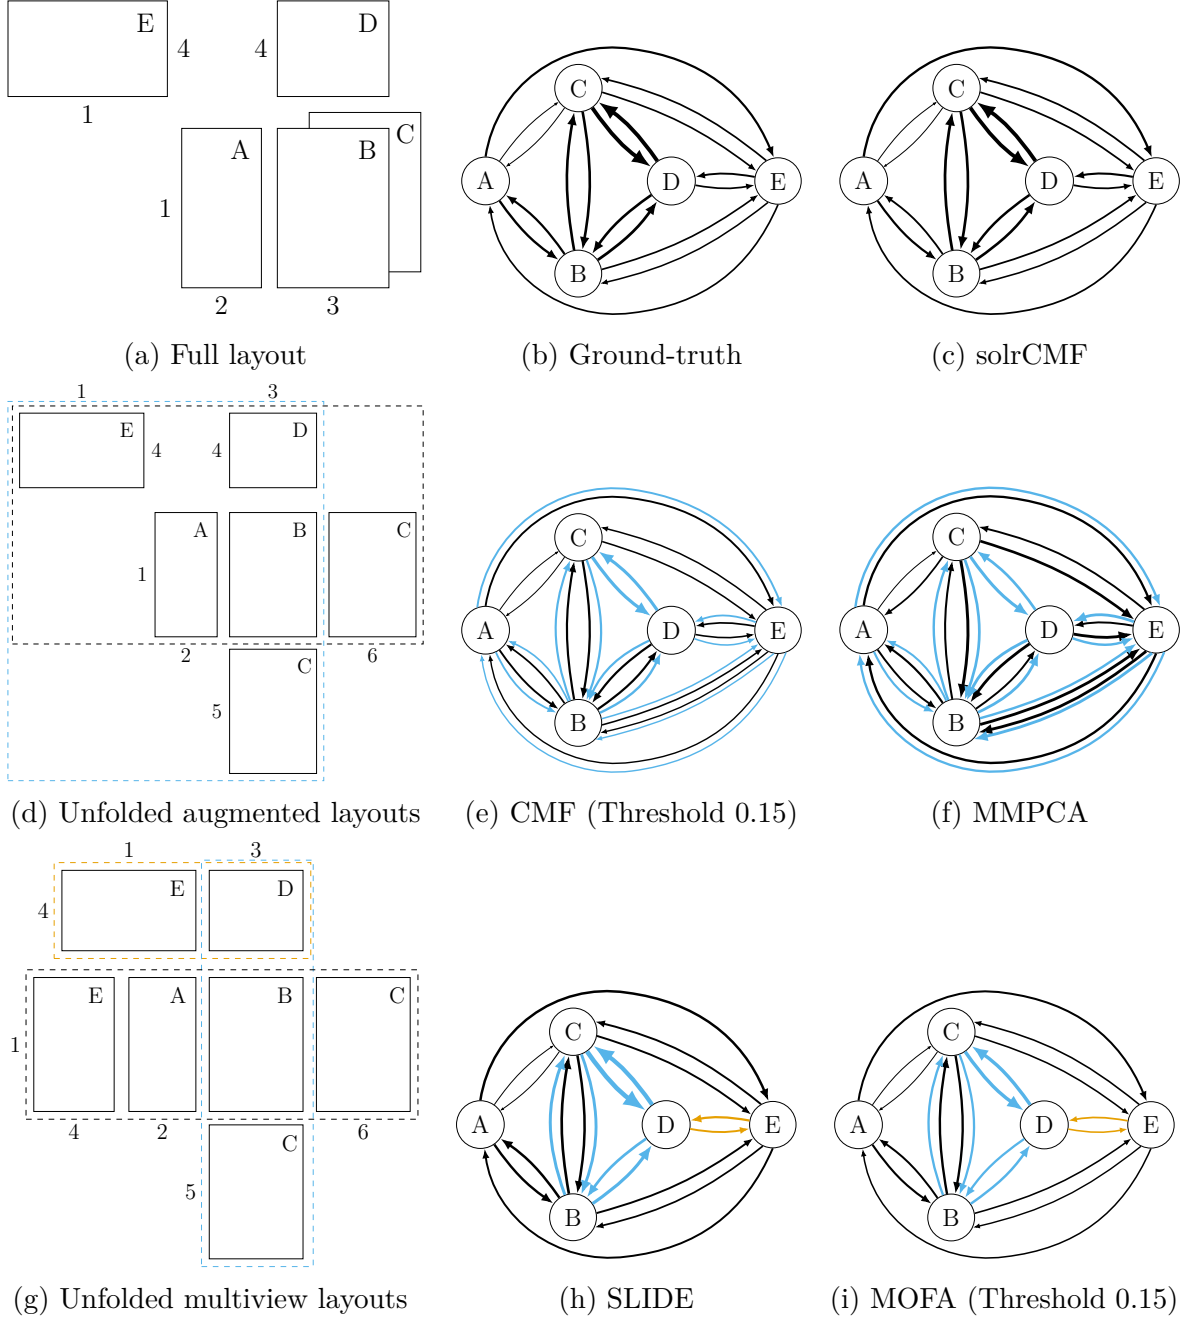 E
D
4
4
1
C
A
B
1
2
3
(a) Full layout
C
A
D
E
B
(b) Ground-truth
C
A
D
E
B
(c) solrCMF
1
3
E
D
4
4
A
B
C
1
2
6
C
5
(d) Unfolded augmented layouts
C
A
D
E
B
(e) CMF (Threshold 0.15)
C
A
D
E
B
(f) MMPCA
1
3
E
D
4
E
A
B
C
1
4
2
6
C
5
(g) Unfolded multiview layouts
C
A
D
E
B
(h) SLIDE
C
A
D
E
B
(i) MOFA (Threshold 0.15)